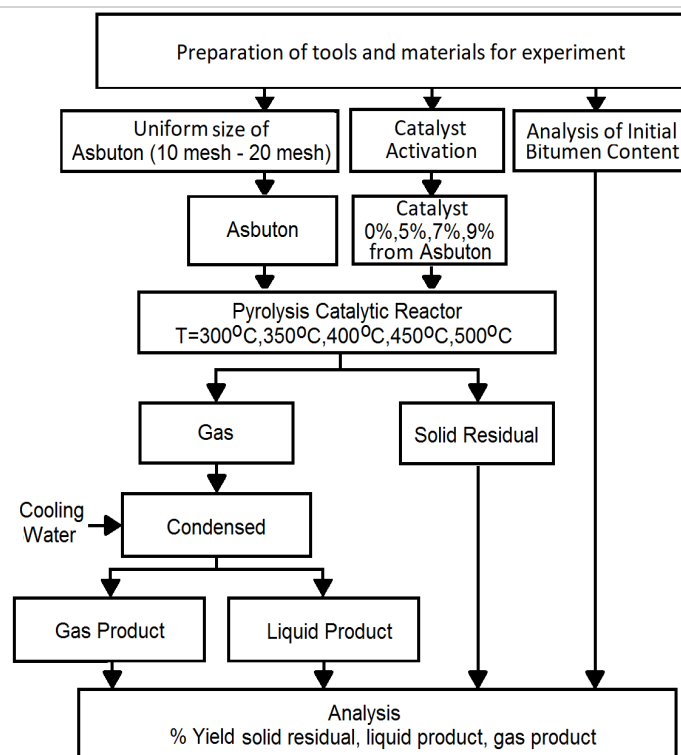 Preparation of tools and materials for experiment
Uniform size of
Asbuton (10 mesh - 20 mesh)
Catalyst
Activation
Analysis of Initial
Bitumen Content
Asbuton
Catalyst
0%,5%,7%,9%
from Asbuton
Pyrolysis Catalytic Reactor
T=300⁰C,350⁰C,400⁰C,450⁰C,500⁰C
Gas
Solid Residual
Cooling
Water
Condensed
Gas Product
Liquid Product
Analysis
% Yield solid residual, liquid product, gas product